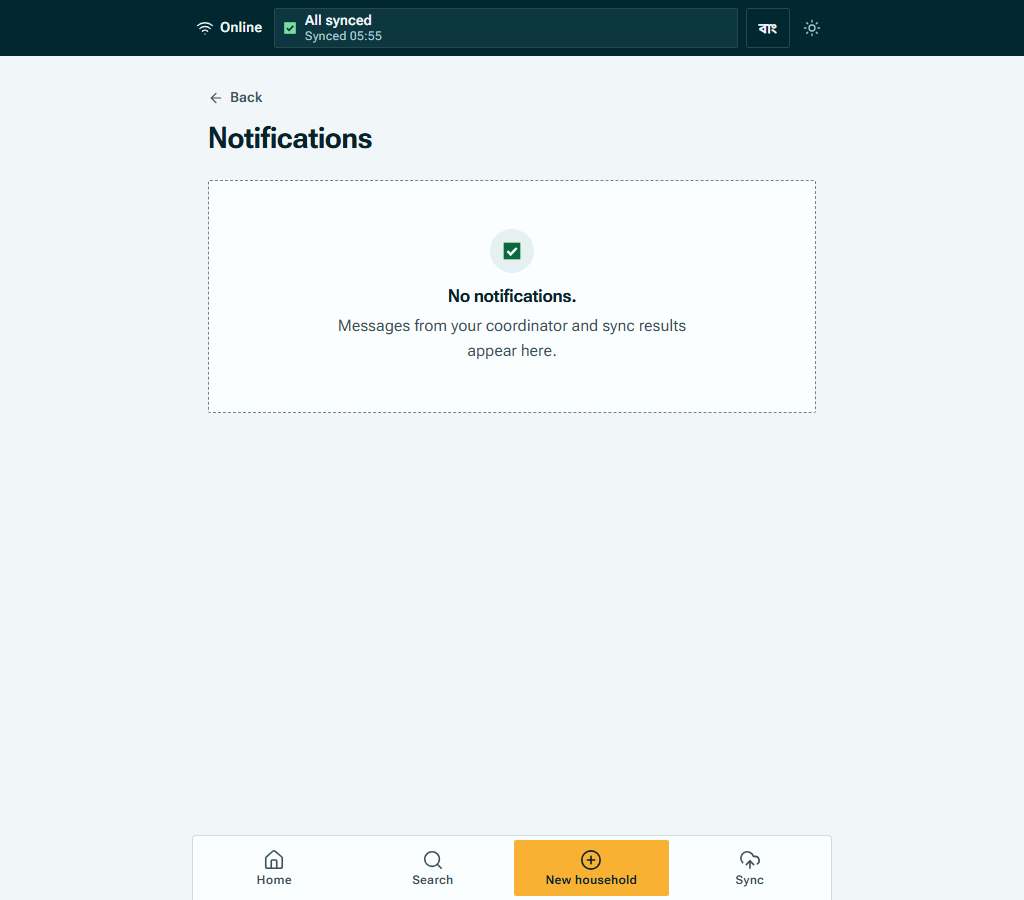 Online
All synced
Synced 05:55
বাং
Back
Notifications
No notifications.
Messages from your coordinator and sync results
appear here.
Home
Search
New household
Sync